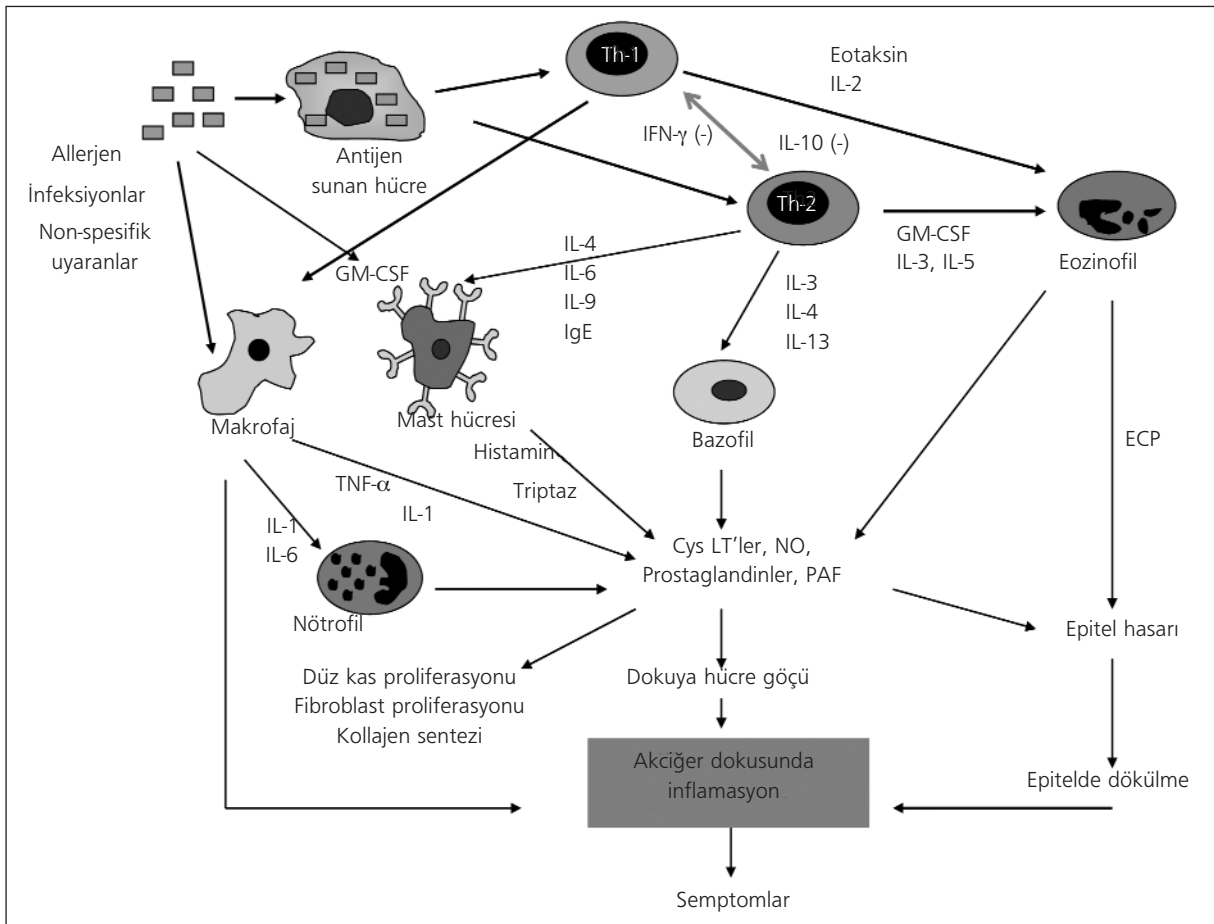 Th-1
Eotaksin
IL-2
IFN-γ (-)
IL-10 (-)
Allerjen
İnfeksiyonlar
Non-spesifik
uyaranlar
Antijen
sunan hücre
Th-2
GM-CSF
IL-3, IL-5
Eozinofil
GM-CSF
IL-4
IL-6
IL-9
IgE
IL-3
IL-4
IL-13
Makrofaj
Mast hücresi
Bazofil
Histamin
Triptaz
ECP
TNF-α
IL-1
IL-1
IL-6
Nötrofil
Cys LT’ler, NO,
Prostaglandinler, PAF
Epitel hasarı
Düz kas proliferasyonu
Fibroblast proliferasyonu
Kollajen sentezi
Dokuya hücre göçü
Akciğer dokusunda
inflamasyon
Epitelde dökülme
Semptomlar